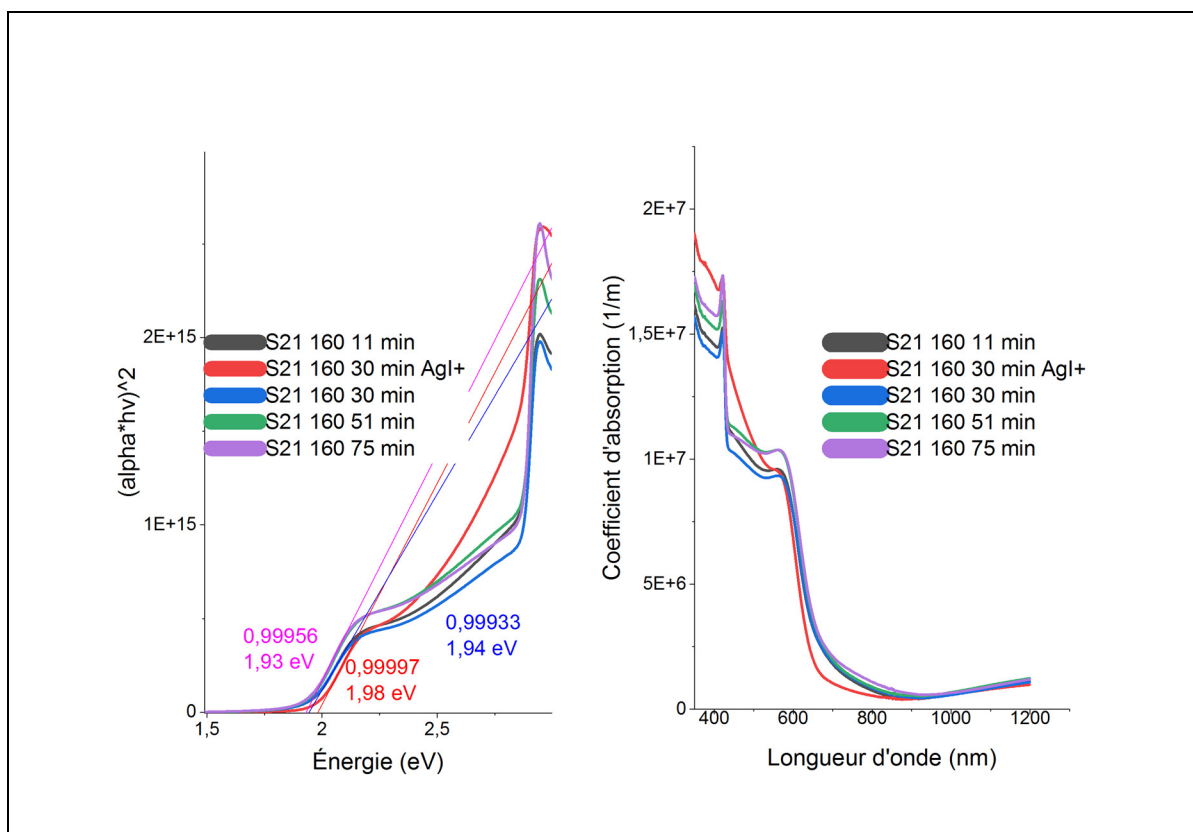 (alpha*hv)^2
2E+15
1E+15
0
S21 160 11 min
S21 160 30 min AgI+
S21 160 30 min
S21 160 51 min
S21 160 75 min
0,99956
1,93 eV
0,99997
1,98 eV
0,99933
1,94 eV
1,5
2
2,5
Énergie (eV)
Coefficient d'absorption (1/m)
2E+7
1,5E+7
1E+7
5E+6
0
S21 160 11 min
S21 160 30 min AgI+
S21 160 30 min
S21 160 51 min
S21 160 75 min
400
600
800
1000
1200
Longueur d'onde (nm)